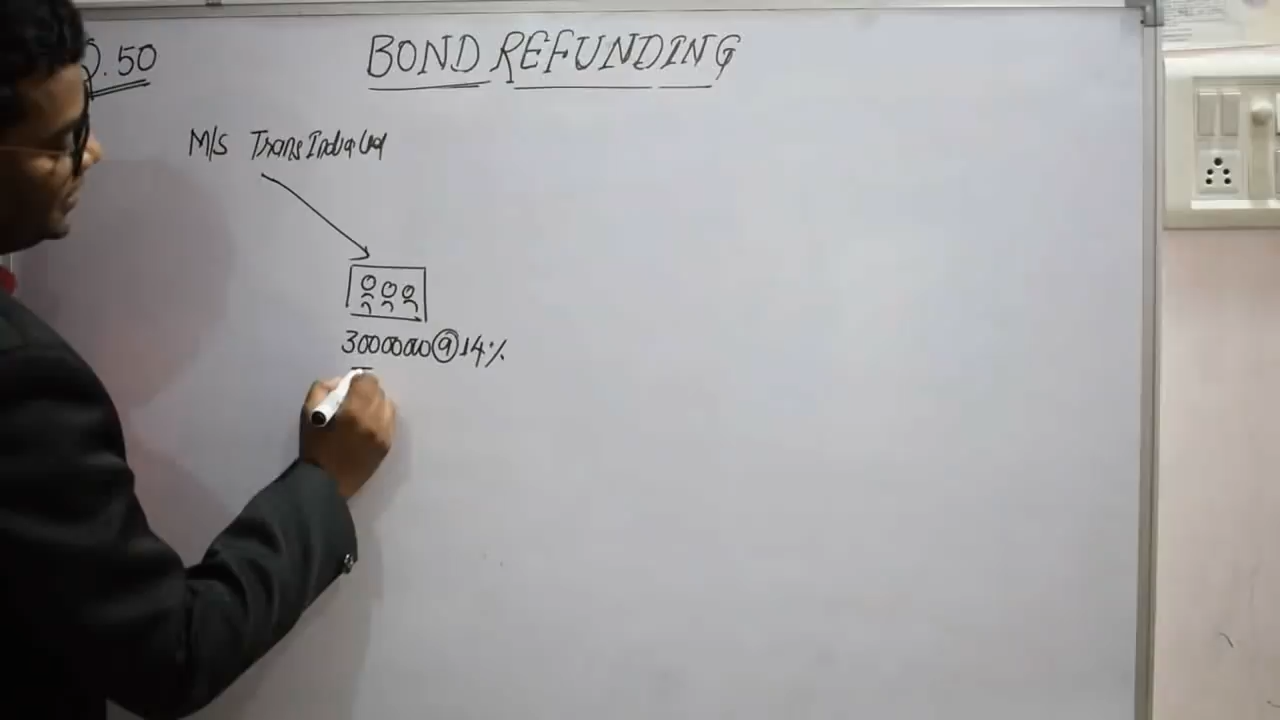 Q.50
BOND REFUNDING
M/S Trans India Ltd
3000000 @ 14%